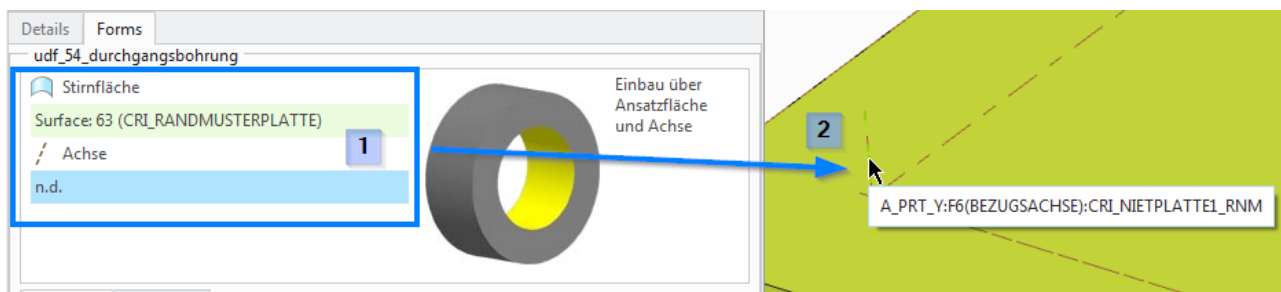 Details Forms
udf_54_durchgangsbohrung
Stirnfläche
Surface: 63 (CRI_RANDMUSTERPLATTE)
Achse
n.d.
1
Einbau über
Ansatzfläche
und Achse
2
A_PRT_Y:F6(BEZUGSACHSE):CRI_NIETPLATTE1_RNM